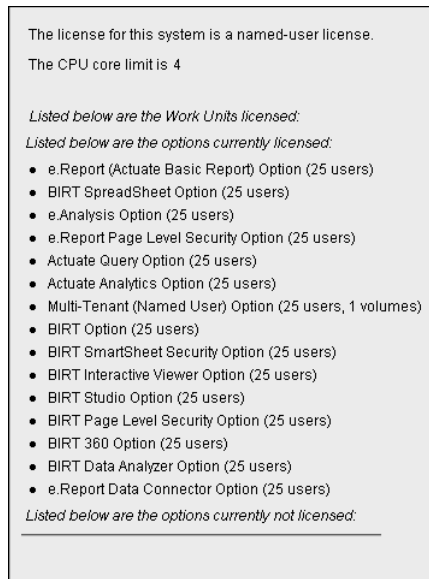 The license for this system is a named-user license.
The CPU core limit is 4
Listed below are the Work Units licensed:
Listed below are the options currently licensed:
● e.Report (Actuate Basic Report) Option (25 users)
● BIRT SpreadSheet Option (25 users)
● e.Analysis Option (25 users)
● e.Report Page Level Security Option (25 users)
● Actuate Query Option (25 users)
● Actuate Analytics Option (25 users)
● Multi-Tenant (Named User) Option (25 users, 1 volumes)
● BIRT Option (25 users)
● BIRT SmartSheet Security Option (25 users)
● BIRT Interactive Viewer Option (25 users)
● BIRT Studio Option (25 users)
● BIRT Page Level Security Option (25 users)
● BIRT 360 Option (25 users)
● BIRT Data Analyzer Option (25 users)
● e.Report Data Connector Option (25 users)
Listed below are the options currently not licensed: